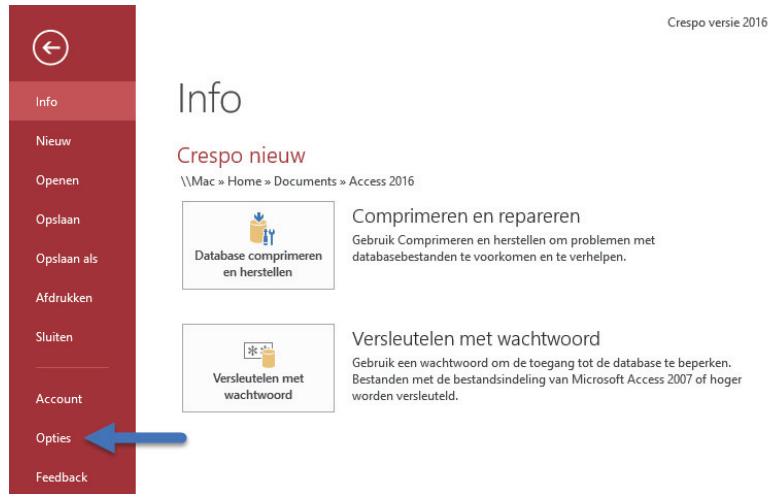 Crespo versie 2016
Info
Nieuw
Openen
Opslaan
Opslaan als
Afdrukken
Sluiten
Account
Opties
Feedback
Info
Crespo nieuw
\\Mac » Home » Documents » Access 2016
Database comprimeren
en herstellen
Comprimeren en repareren
Gebruik Comprimeren en herstellen om problemen met
databasebestanden te voorkomen en te verhelpen.
Versleutelen met
wachtwoord
Versleutelen met wachtwoord
Gebruik een wachtwoord om de toegang tot de database te beperken.
Bestanden met de bestandsindeling van Microsoft Access 2007 of hoger
worden versleuteld.